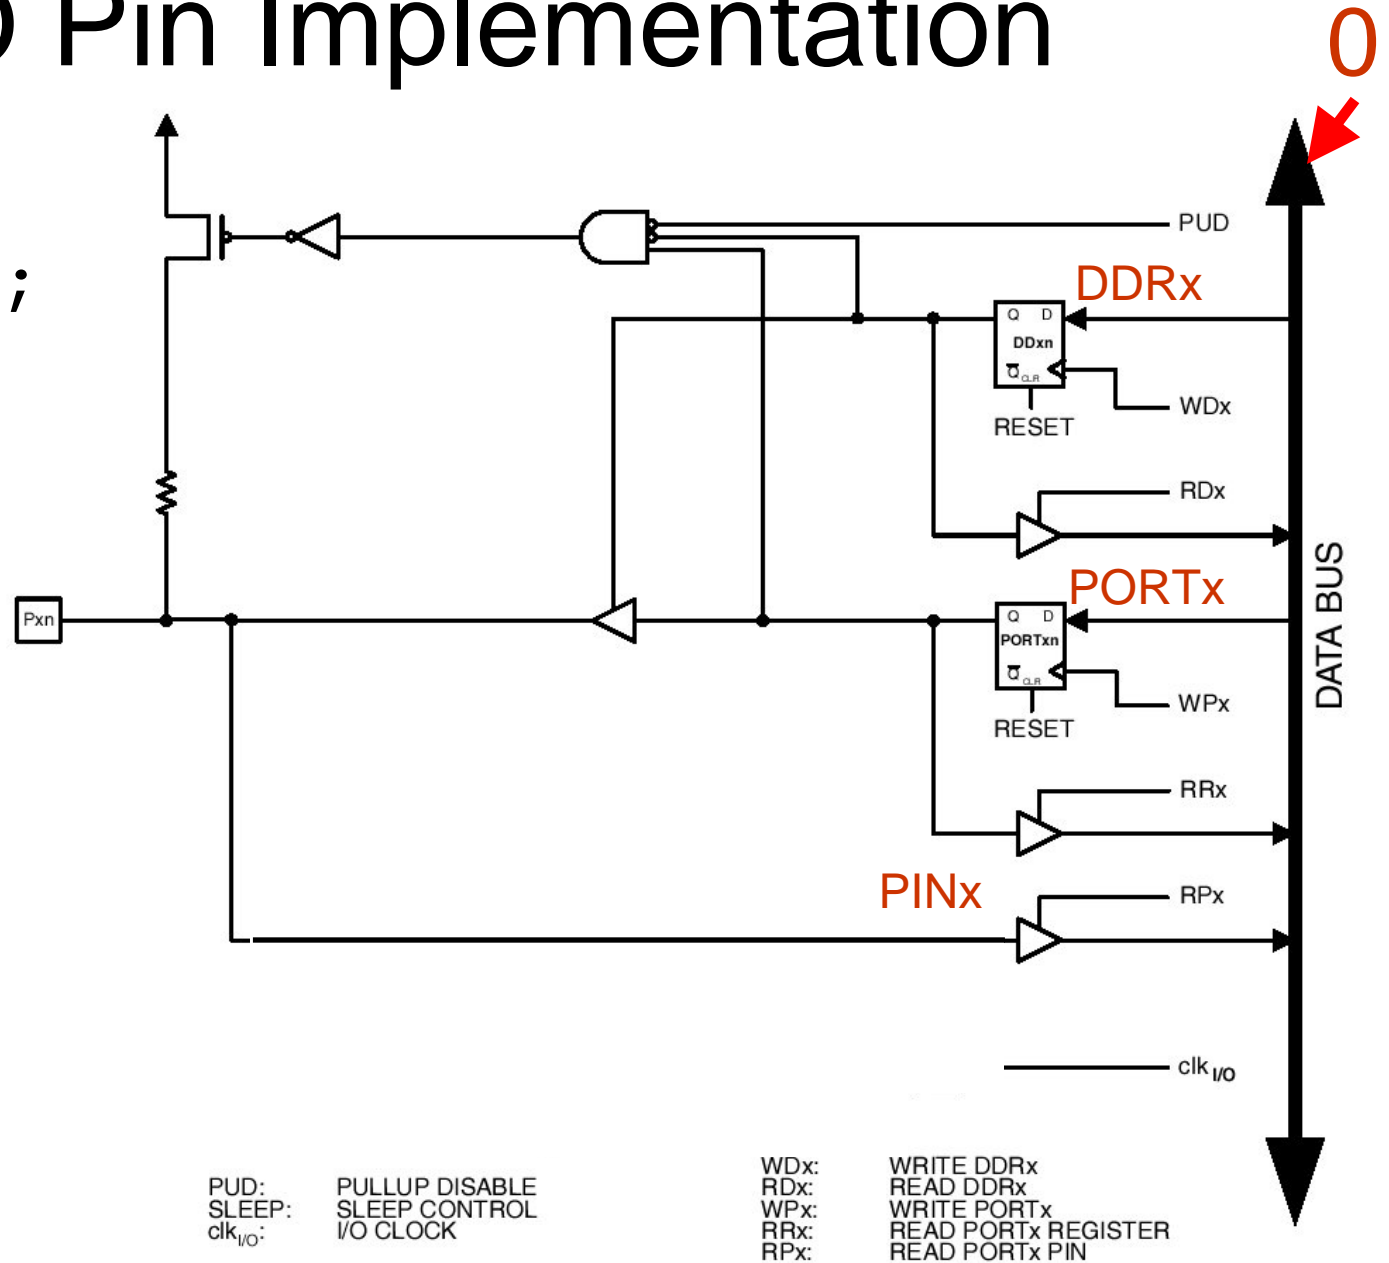 Pin Implementation
0
;
PUD
DDRx
Q D
DDxn
Q CLR
WDx
RESET
RDx
DATA BUS
PORTx
Pxn
Q D
PORTxn
Q CLR
WPx
RESET
RRx
PINx
RPx
clk I/O
PUD: PULLUP DISABLE
SLEEP: SLEEP CONTROL
clkI/O: I/O CLOCK
WDx: WRITE DDRx
RDx: READ DDRx
WPx: WRITE PORTx
RRx: READ PORTx REGISTER
RPx: READ PORTx PIN